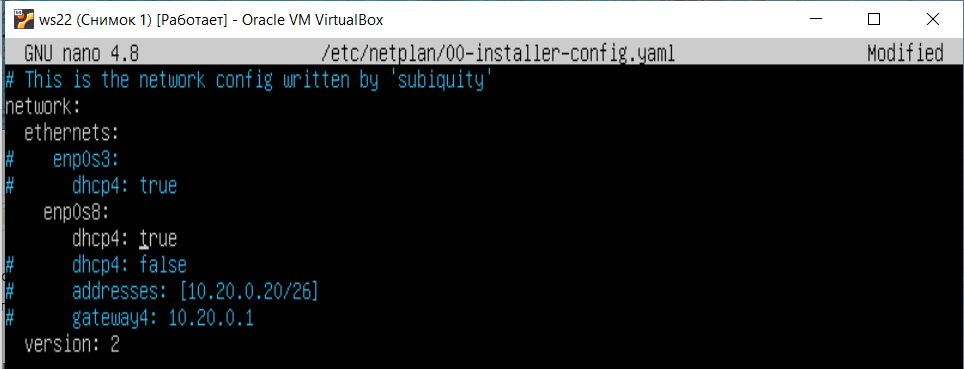 ws22 (Снимок 1) [Работает] - Oracle VM VirtualBox
GNU nano 4.8 /etc/netplan/00-installer-config.yaml Modified
# This is the network config written by 'subiquity'
network:
  ethernets:
#    enp0s3:
#      dhcp4: true
    enp0s8:
       dhcp4: true
#      dhcp4: false
#      addresses: [10.20.0.20/26]
#      gateway4: 10.20.0.1
  version: 2